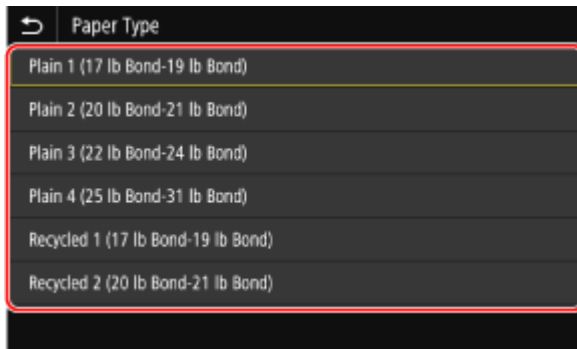 Paper Type
Plain 1 (17 lb Bond-19 lb Bond)
Plain 2 (20 lb Bond-21 lb Bond)
Plain 3 (22 lb Bond-24 lb Bond)
Plain 4 (25 lb Bond-31 lb Bond)
Recycled 1 (17 lb Bond-19 lb Bond)
Recycled 2 (20 lb Bond-21 lb Bond)